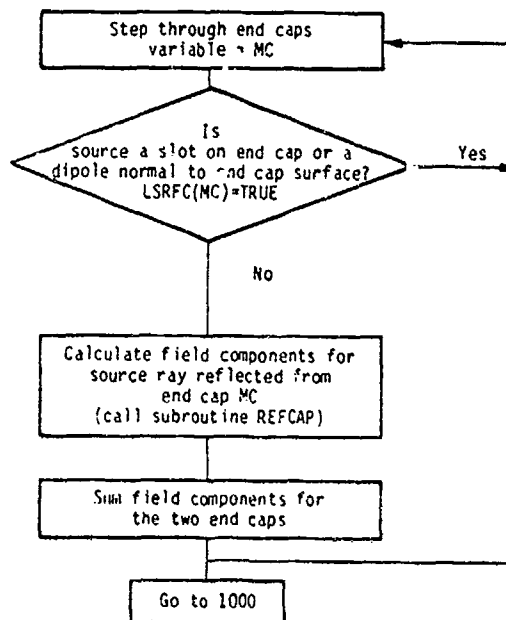 Step through end caps
variable = MC
Is
source a slot on end cap or a
dipole normal to end cap surface?
LSRFC(MC)=TRUE
Yes
No
Calculate field components for
source ray reflected from
end cap MC
(call subroutine REFCAP)
Sum field components for
the two end caps
Go to 1000